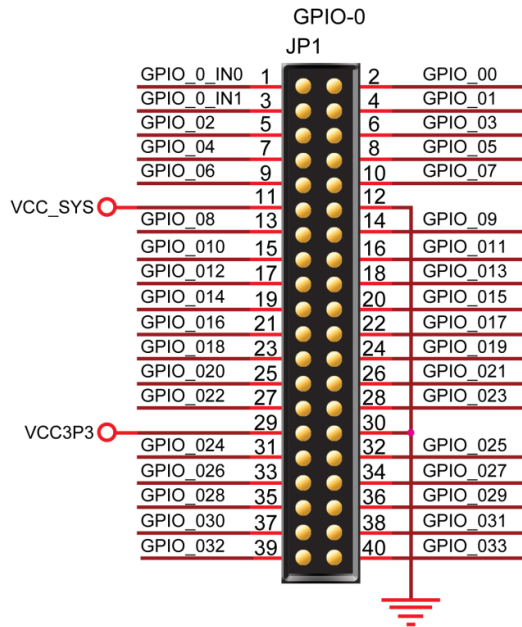 GPIO-0
JP1
GPIO_0_IN0 1 2 GPIO_00
GPIO_0_IN1 3 4 GPIO_01
GPIO_02 5 6 GPIO_03
GPIO_04 7 8 GPIO_05
GPIO_06 9 10 GPIO_07
VCC_SYS 11 12
GPIO_08 13 14 GPIO_09
GPIO_010 15 16 GPIO_011
GPIO_012 17 18 GPIO_013
GPIO_014 19 20 GPIO_015
GPIO_016 21 22 GPIO_017
GPIO_018 23 24 GPIO_019
GPIO_020 25 26 GPIO_021
GPIO_022 27 28 GPIO_023
VCC3P3 29 30
GPIO_024 31 32 GPIO_025
GPIO_026 33 34 GPIO_027
GPIO_028 35 36 GPIO_029
GPIO_030 37 38 GPIO_031
GPIO_032 39 40 GPIO_033